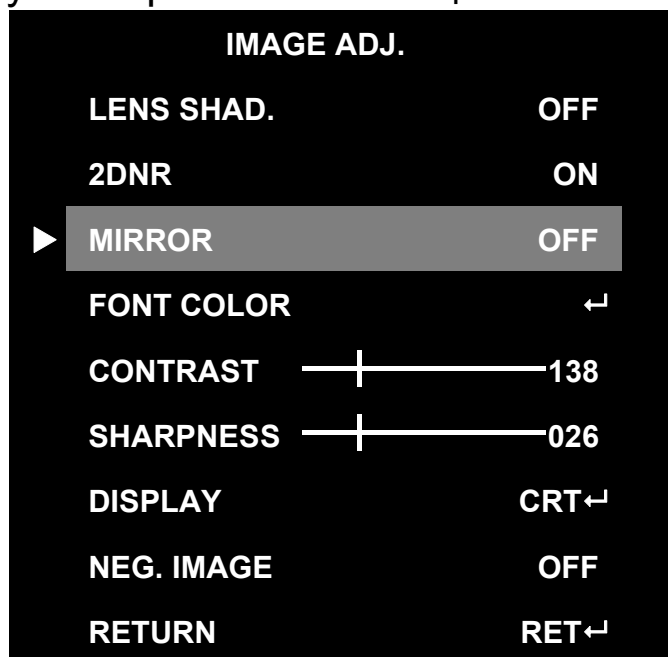 IMAGE ADJ.
LENS SHAD. OFF
2DNR ON
MIRROR OFF
FONT COLOR ↵
CONTRAST 138
SHARPNESS 026
DISPLAY CRT↵
NEG. IMAGE OFF
RETURN RET↵